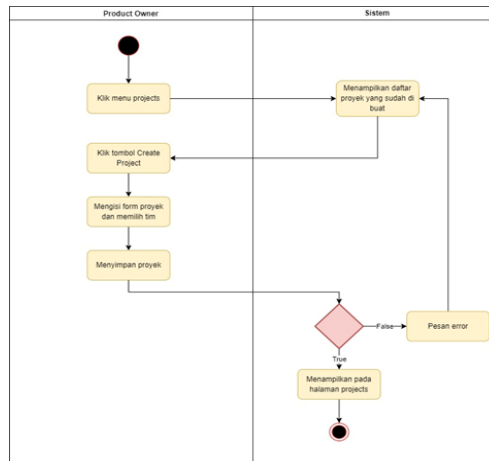 Product Owner
Sistem
Klik menu projects
Menampilkan daftar
proyek yang sudah di
buat
Klik tombol Create
Project
Mengisi form proyek
dan memilih tim
Menyimpan proyek
False
Pesan error
True
Menampilkan pada
halaman projects